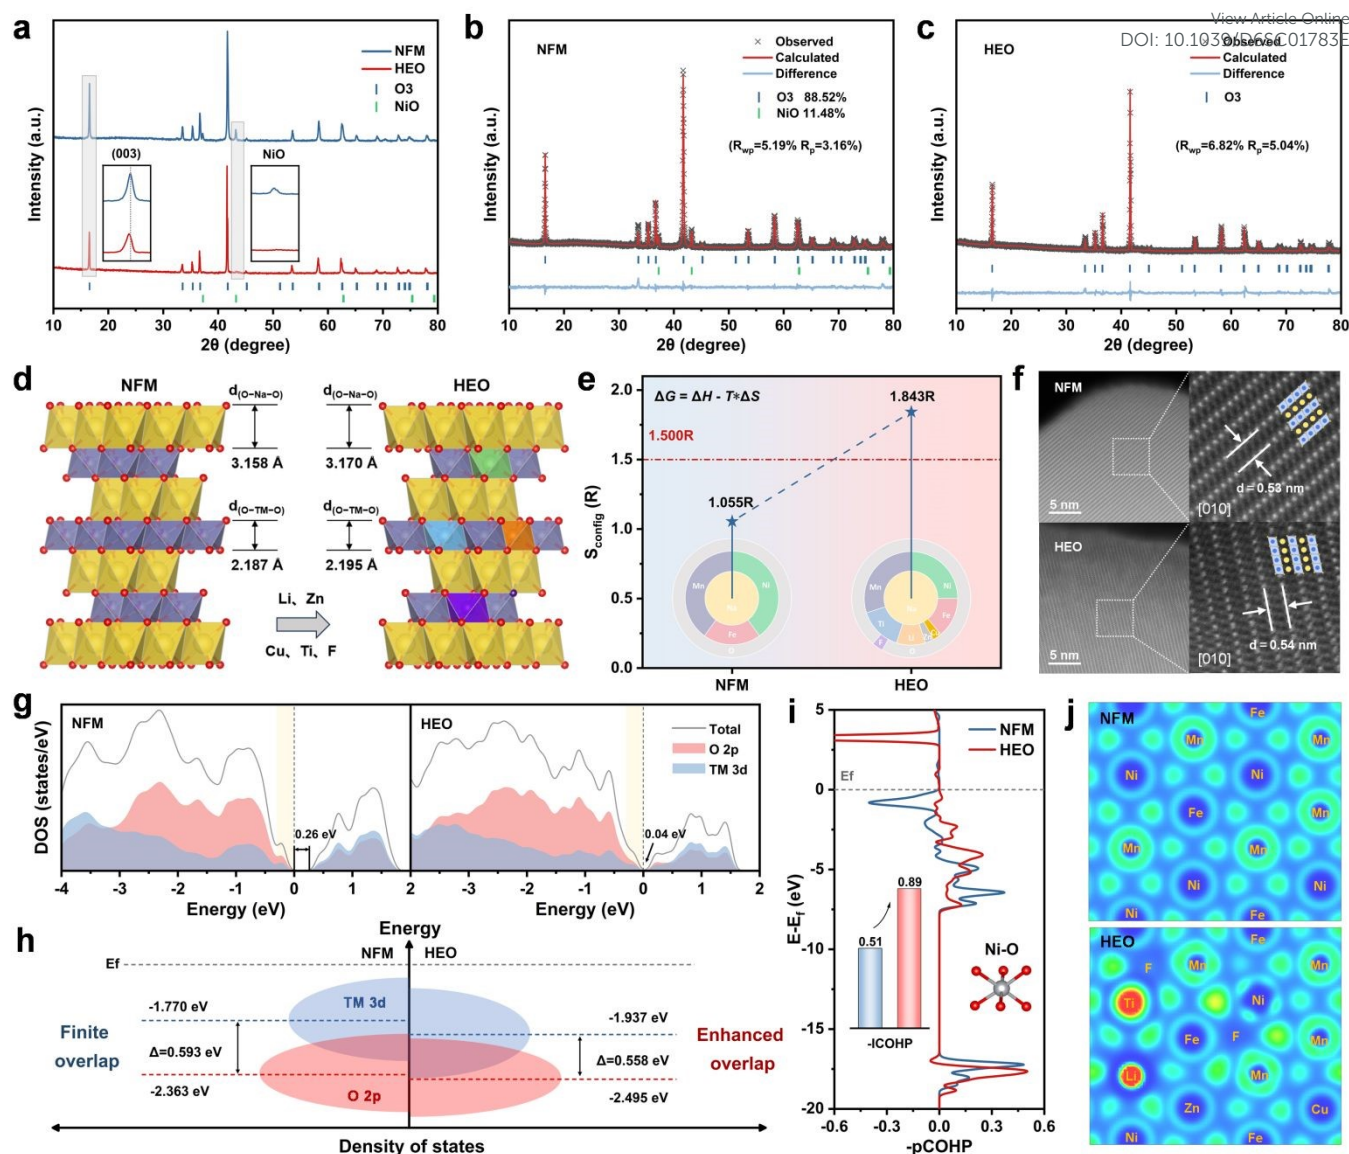 View Article Online
DOI: 10.1039/D6SC01783E
a
Intensity (a.u.)
NFM
HEO
O3
NiO
(003)
NiO
10 20 30 40 50 60 70 80
2θ (degree)
b
Intensity (a.u.)
NFM
Observed
Calculated
Difference
O3 88.52%
NiO 11.48%
(Rwp=5.19% Rp=3.16%)
10 20 30 40 50 60 70 80
2θ (degree)
c
Intensity (a.u.)
HEO
Observed
Calculated
Difference
O3
(Rwp=6.82% Rp=5.04%)
10 20 30 40 50 60 70 80
2θ (degree)
d
NFM
HEO
d(O−Na−O)
3.158 Å
d(O−TM−O)
2.187 Å
d(O−Na−O)
3.170 Å
d(O−TM−O)
2.195 Å
Li、Zn
Cu、Ti、F
e
Sconfig (R)
2.0
1.5
1.0
0.5
0.0
ΔG = ΔH - T*ΔS
1.500R
1.843R
1.055R
Mn
Ni
Fe
Na
O
Mn
Ni
Fe
Ti
Li
Na
O
NFM
HEO
f
NFM
5 nm
d = 0.53 nm
[010]
HEO
5 nm
d = 0.54 nm
[010]
g
DOS (states/eV)
NFM
HEO
Total
O 2p
TM 3d
0.26 eV
0.04 eV
-4 -3 -2 -1 0 1 2 -3 -2 -1 0 1 2
Energy (eV)
Energy (eV)
h
Energy
NFM
HEO
Ef
TM 3d
O 2p
-1.770 eV
Δ=0.593 eV
-2.363 eV
-1.937 eV
Δ=0.558 eV
-2.495 eV
Finite
overlap
Enhanced
overlap
Density of states
i
E-Ef (eV)
5
0
-5
-10
-15
-20
NFM
HEO
Ef
0.51
0.89
-ICOHP
Ni-O
-0.6 -0.3 0.0 0.3 0.6
-pCOHP
j
NFM
Fe
Mn
Mn
Ni
Ni
Fe
Mn
Mn
Mn
Ni
Ni
Ni
Fe
HEO
Fe
F
Mn
Mn
Ti
Ni
Fe
F
Li
Mn
Zn
Cu
Ni
Fe